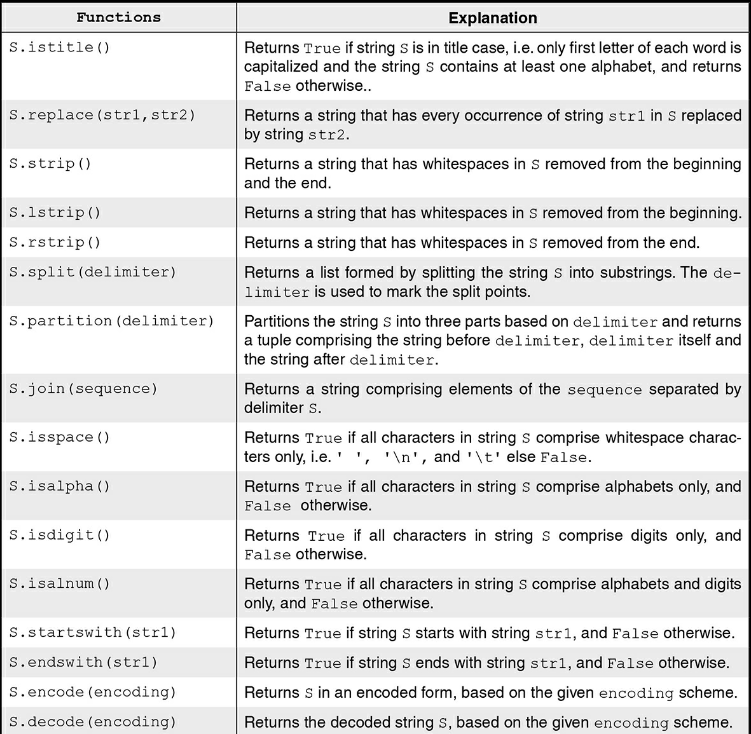 Functions Explanation
S.istitle() Returns True if string S is in title case, i.e. only first letter of each word is
capitalized and the string S contains at least one alphabet, and returns
False otherwise..
S.replace(str1,str2) Returns a string that has every occurrence of string str1 in S replaced
by string str2.
S.strip() Returns a string that has whitespaces in S removed from the beginning
and the end.
S.lstrip() Returns a string that has whitespaces in S removed from the beginning.
S.rstrip() Returns a string that has whitespaces in S removed from the end.
S.split(delimiter) Returns a list formed by splitting the string S into substrings. The de-
limiter is used to mark the split points.
S.partition(delimiter) Partitions the string S into three parts based on delimiter and returns
a tuple comprising the string before delimiter, delimiter itself and
the string after delimiter.
S.join(sequence) Returns a string comprising elements of the sequence separated by
delimiter S.
S.isspace() Returns True if all characters in string S comprise whitespace charac-
ters only, i.e. ' ', '\n', and '\t' else False.
S.isalpha() Returns True if all characters in string S comprise alphabets only, and
False otherwise.
S.isdigit() Returns True if all characters in string S comprise digits only, and
False otherwise.
S.isalnum() Returns True if all characters in string S comprise alphabets and digits
only, and False otherwise.
S.startswith(str1) Returns True if string S starts with string str1, and False otherwise.
S.endswith(str1) Returns True if string S ends with string str1, and False otherwise.
S.encode(encoding) Returns S in an encoded form, based on the given encoding scheme.
S.decode(encoding) Returns the decoded string S, based on the given encoding scheme.